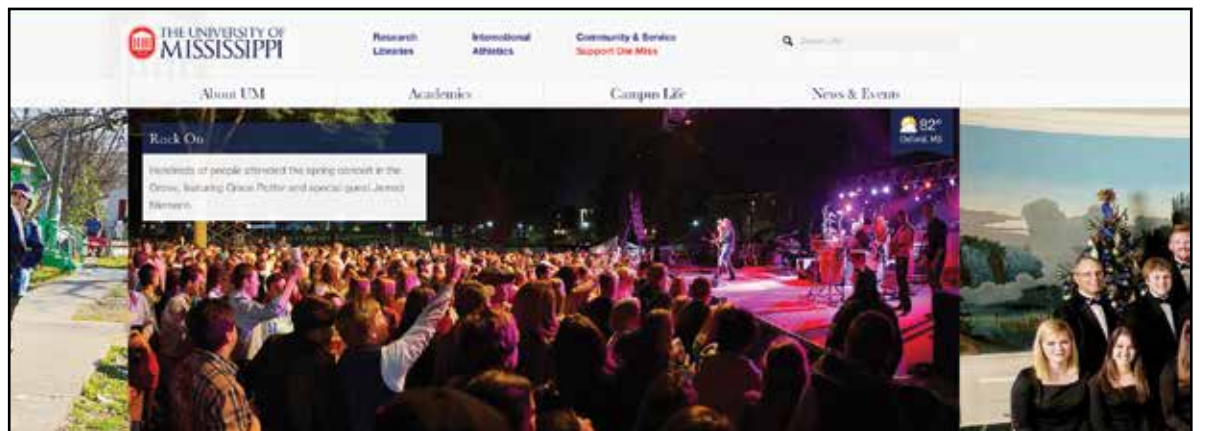 THE UNIVERSITY OF
MISSISSIPPI
Research
Libraries
International
Athletics
Community & Service
Support Ole Miss
About UM
Academics
Campus Life
News & Events
Rock On
82°
Oxford, MS
Hundreds of people attended the spring concert in the
Grove, featuring Grace Potter and special guest Jerrod
Niemann.